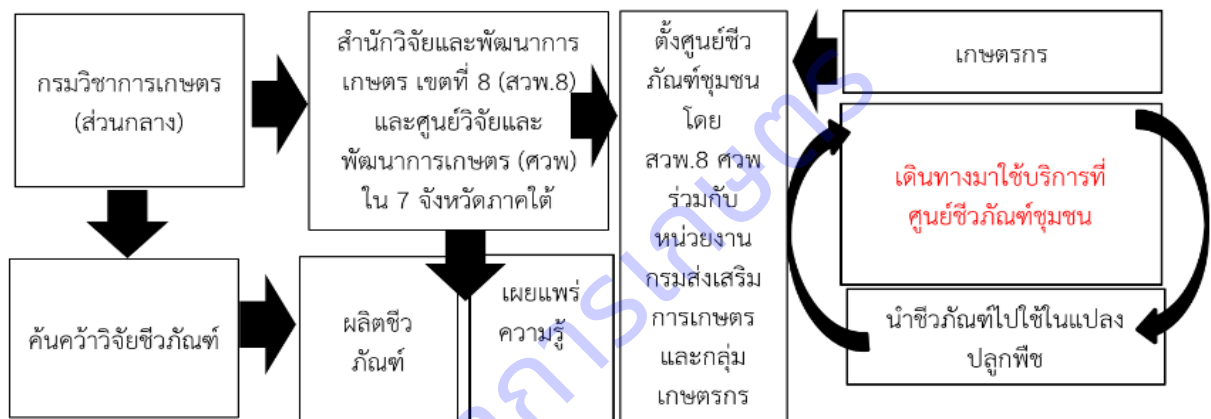 กรมวิชาการเกษตร
(ส่วนกลาง)
สำนักวิจัยและพัฒนาการ
เกษตร เขตที่ 8 (สวพ.8)
และศูนย์วิจัยและ
พัฒนาการเกษตร (ศวพ)
ใน 7 จังหวัดภาคใต้
ตั้งศูนย์ชีว
ภัณฑ์ชุมชน
โดย
สวพ.8 ศวพ
ร่วมกับ
หน่วยงาน
กรมส่งเสริม
การเกษตร
และกลุ่ม
เกษตรกร
เกษตรกร
เดินทางมาใช้บริการที่
ศูนย์ชีวภัณฑ์ชุมชน
นำชีวภัณฑ์ไปใช้ในแปลง
ปลูกพืช
ค้นคว้าวิจัยชีวภัณฑ์
ผลิตชีว
ภัณฑ์
เผยแพร่
ความรู้